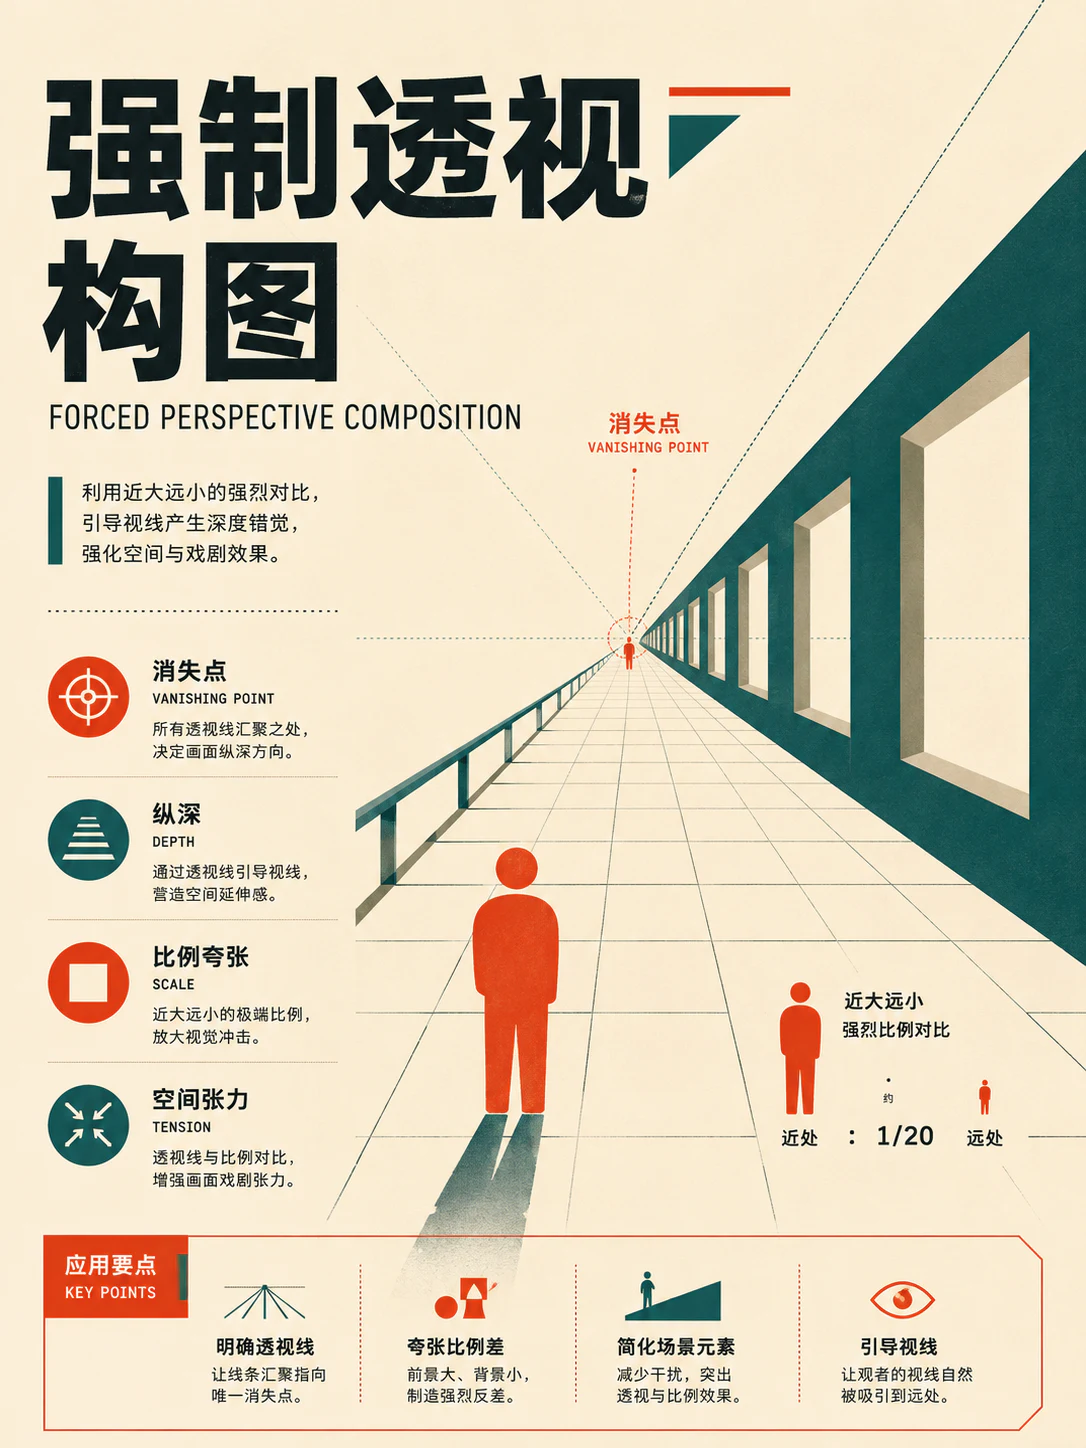 强制透视
构图
FORCED PERSPECTIVE COMPOSITION
利用近大远小的强烈对比，
引导视线产生深度错觉，
强化空间与戏剧效果。
消失点
VANISHING POINT
消失点
VANISHING POINT
所有透视线汇聚之处，
决定画面纵深方向。
纵深
DEPTH
通过透视线引导视线，
营造空间延伸感。
比例夸张
SCALE
近大远小的极端比例，
放大视觉冲击。
空间张力
TENSION
透视线与比例对比，
增强画面戏剧张力。
近大远小
强烈比例对比
约
近处 : 1/20 远处
应用要点
KEY POINTS
明确透视线
让线条汇聚指向
唯一消失点。
夸张比例差
前景大、背景小，
制造强烈反差。
简化场景元素
减少干扰，突出
透视与比例效果。
引导视线
让观者的视线自然
被吸引到远处。